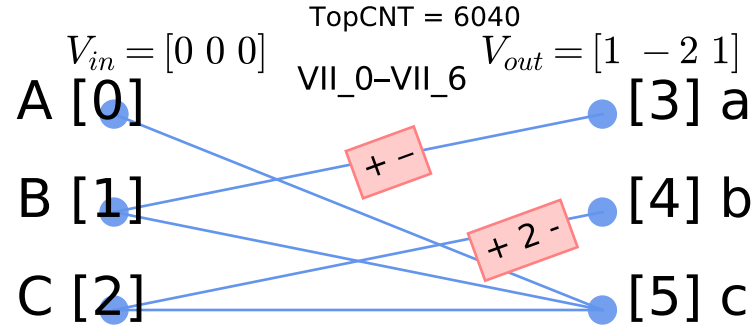 TopCNT = 6040
V_in = [0 0 0]
V_out = [1 −2 1]
VII_0–VII_6
A [0]
[3] a
+ −
B [1]
[4] b
+ 2 -
C [2]
[5] c